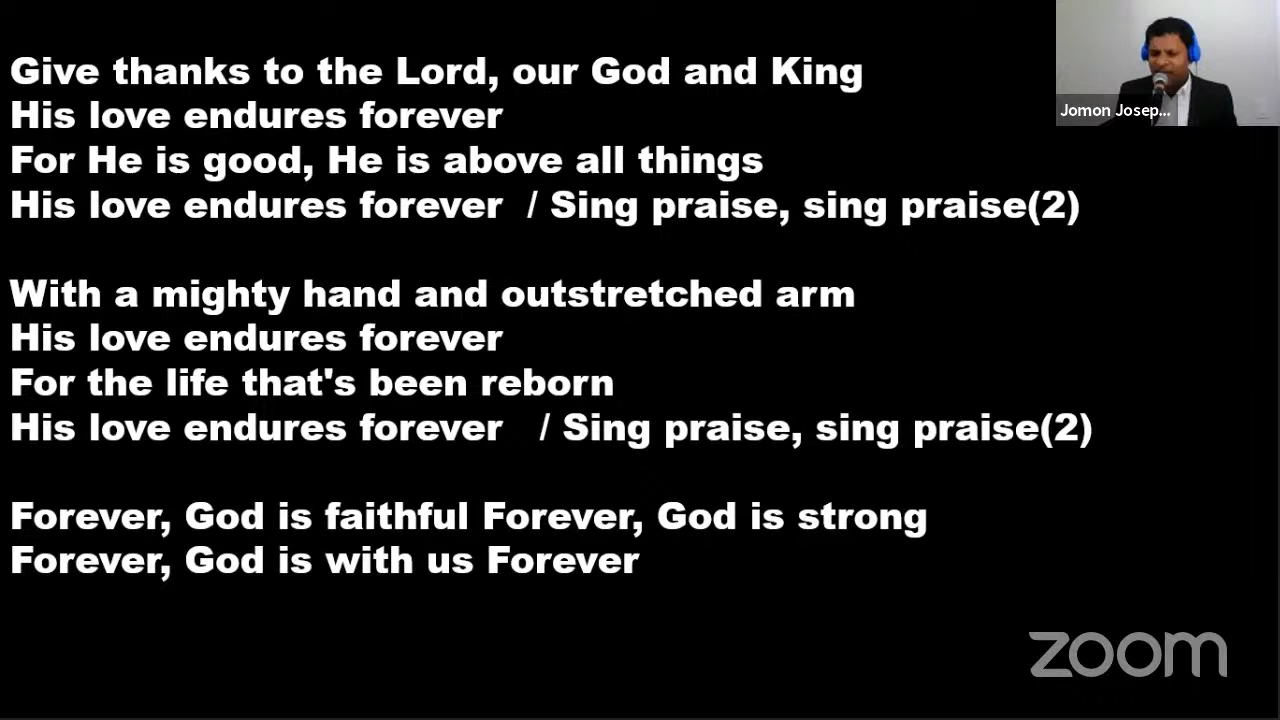 Give thanks to the Lord, our God and King
His love endures forever
For He is good, He is above all things
His love endures forever / Sing praise, sing praise(2)
With a mighty hand and outstretched arm
His love endures forever
For the life that's been reborn
His love endures forever / Sing praise, sing praise(2)
Forever, God is faithful Forever, God is strong
Forever, God is with us Forever
Jomon Josep...
zoom